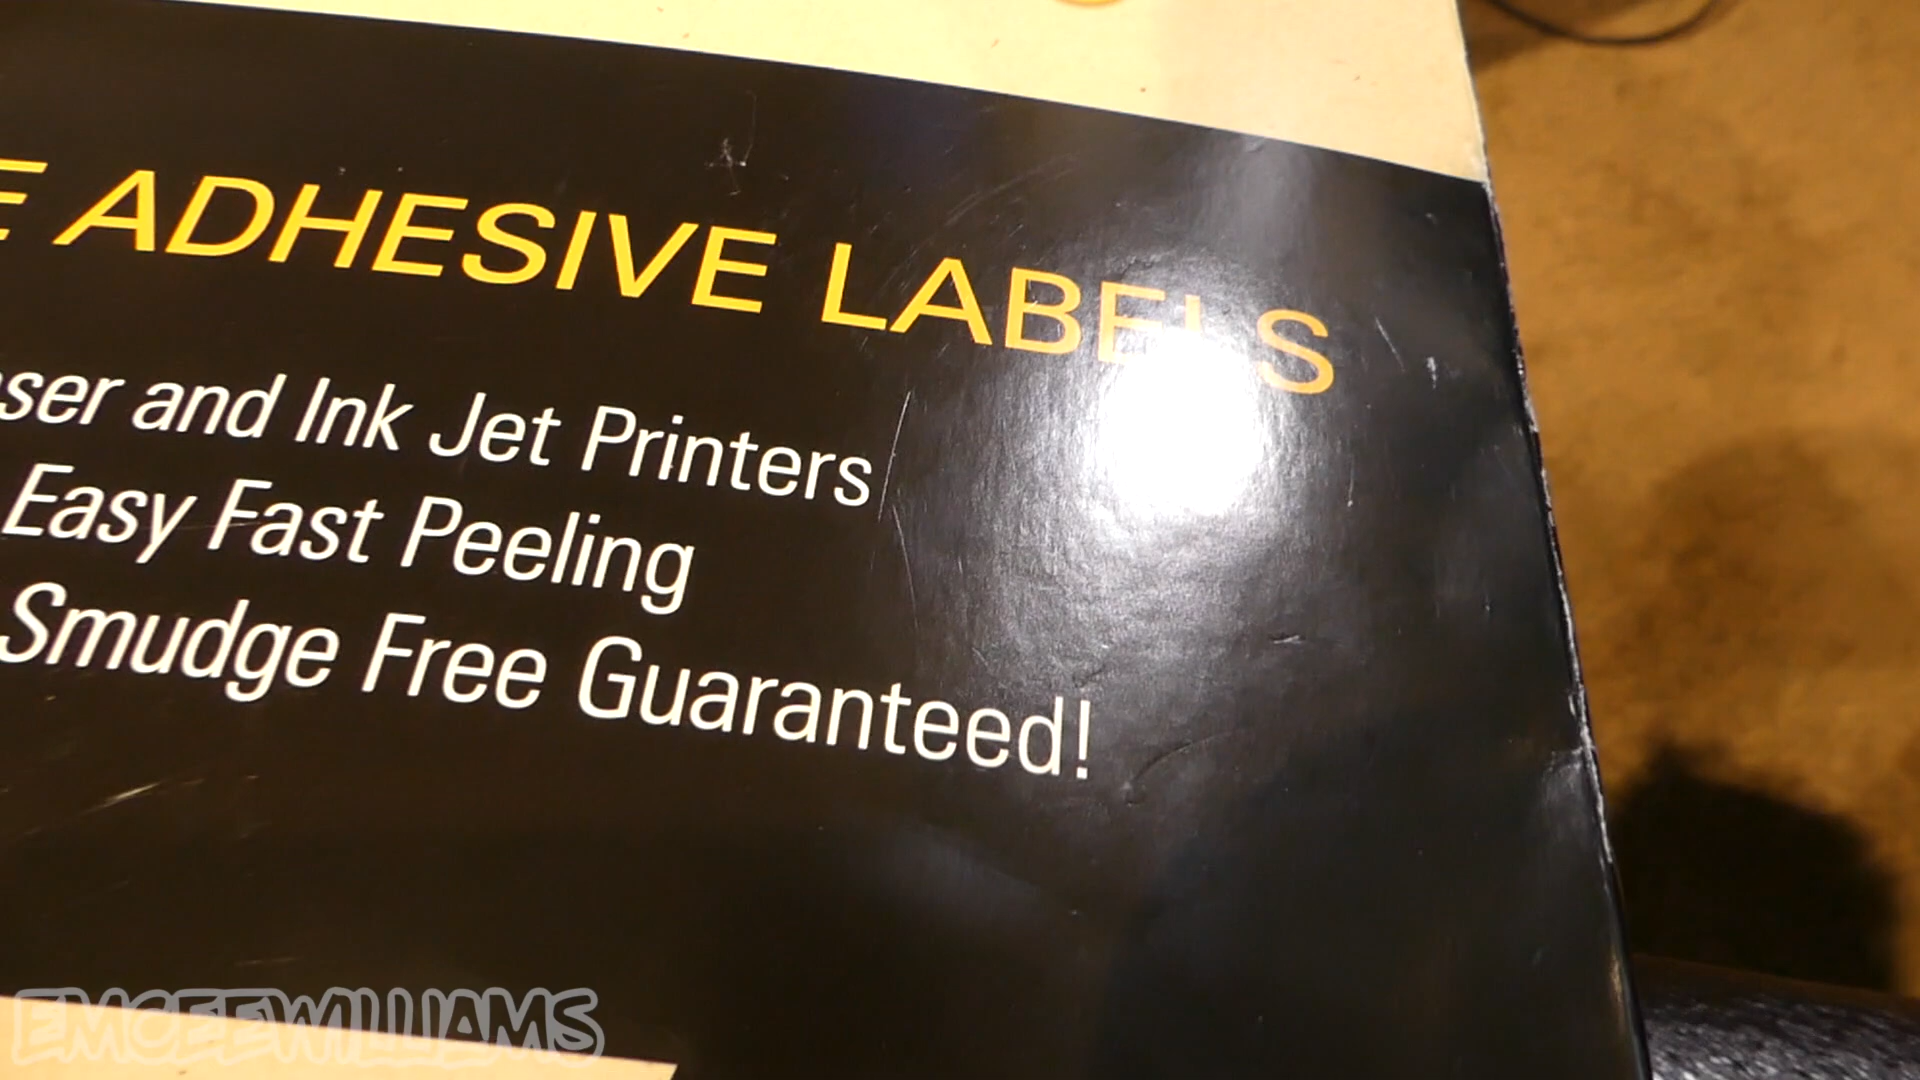 E ADHESIVE LABELS
ser and Ink Jet Printers
Easy Fast Peeling
Smudge Free Guaranteed!
EMCEEWILLIAMS